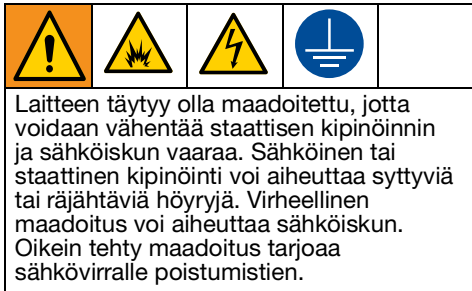 Laitteen täytyy olla maadoitettu, jotta
voidaan vähentää staattisen kipinöinnin
ja sähköiskun vaaraa. Sähköinen tai
staattinen kipinöinti voi aiheuttaa syttyviä
tai räjähtäviä höyryjä. Virheellinen
maadoitus voi aiheuttaa sähköiskun.
Oikein tehty maadoitus tarjoaa
sähkövirralle poistumistien.